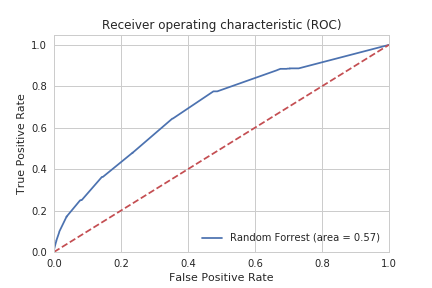 Receiver operating characteristic (ROC)
1.0
0.8
0.6
0.4
0.2
0.0
True Positive Rate
Random Forrest (area = 0.57)
0.0 0.2 0.4 0.6 0.8 1.0
False Positive Rate